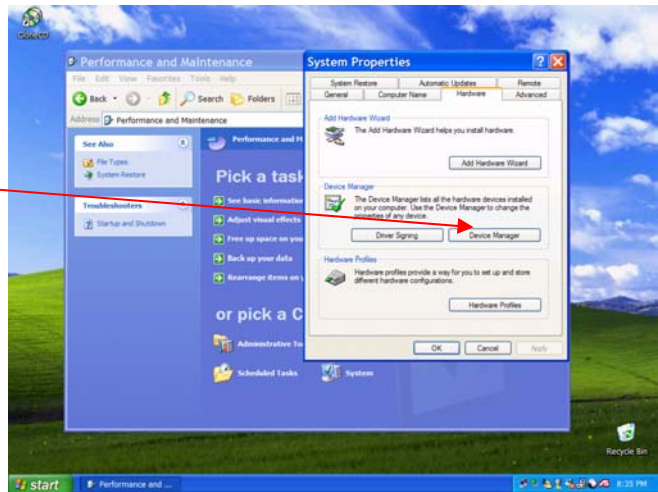 CloneCD
Performance and Maintenance
File Edit View Favorites Tools Help
Back Search Folders
Address Performance and Maintenance
See Also
File Types
System Restore
Troubleshooters
Startup and Shutdown
Performance and M
Pick a task
See basic information
Adjust visual effects
Free up space on you
Back up your data
Rearrange items on y
or pick a C
Administrative To
Scheduled Tasks
System
System Properties
System Restore Automatic Updates Remote
General Computer Name Hardware Advanced
Add Hardware Wizard
The Add Hardware Wizard helps you install hardware.
Add Hardware Wizard
Device Manager
The Device Manager lists all the hardware devices installed
on your computer. Use the Device Manager to change the
properties of any device.
Driver Signing Device Manager
Hardware Profiles
Hardware profiles provide a way for you to set up and store
different hardware configurations.
Hardware Profiles
OK Cancel Apply
Recycle Bin
start Performance and ... 8:35 PM